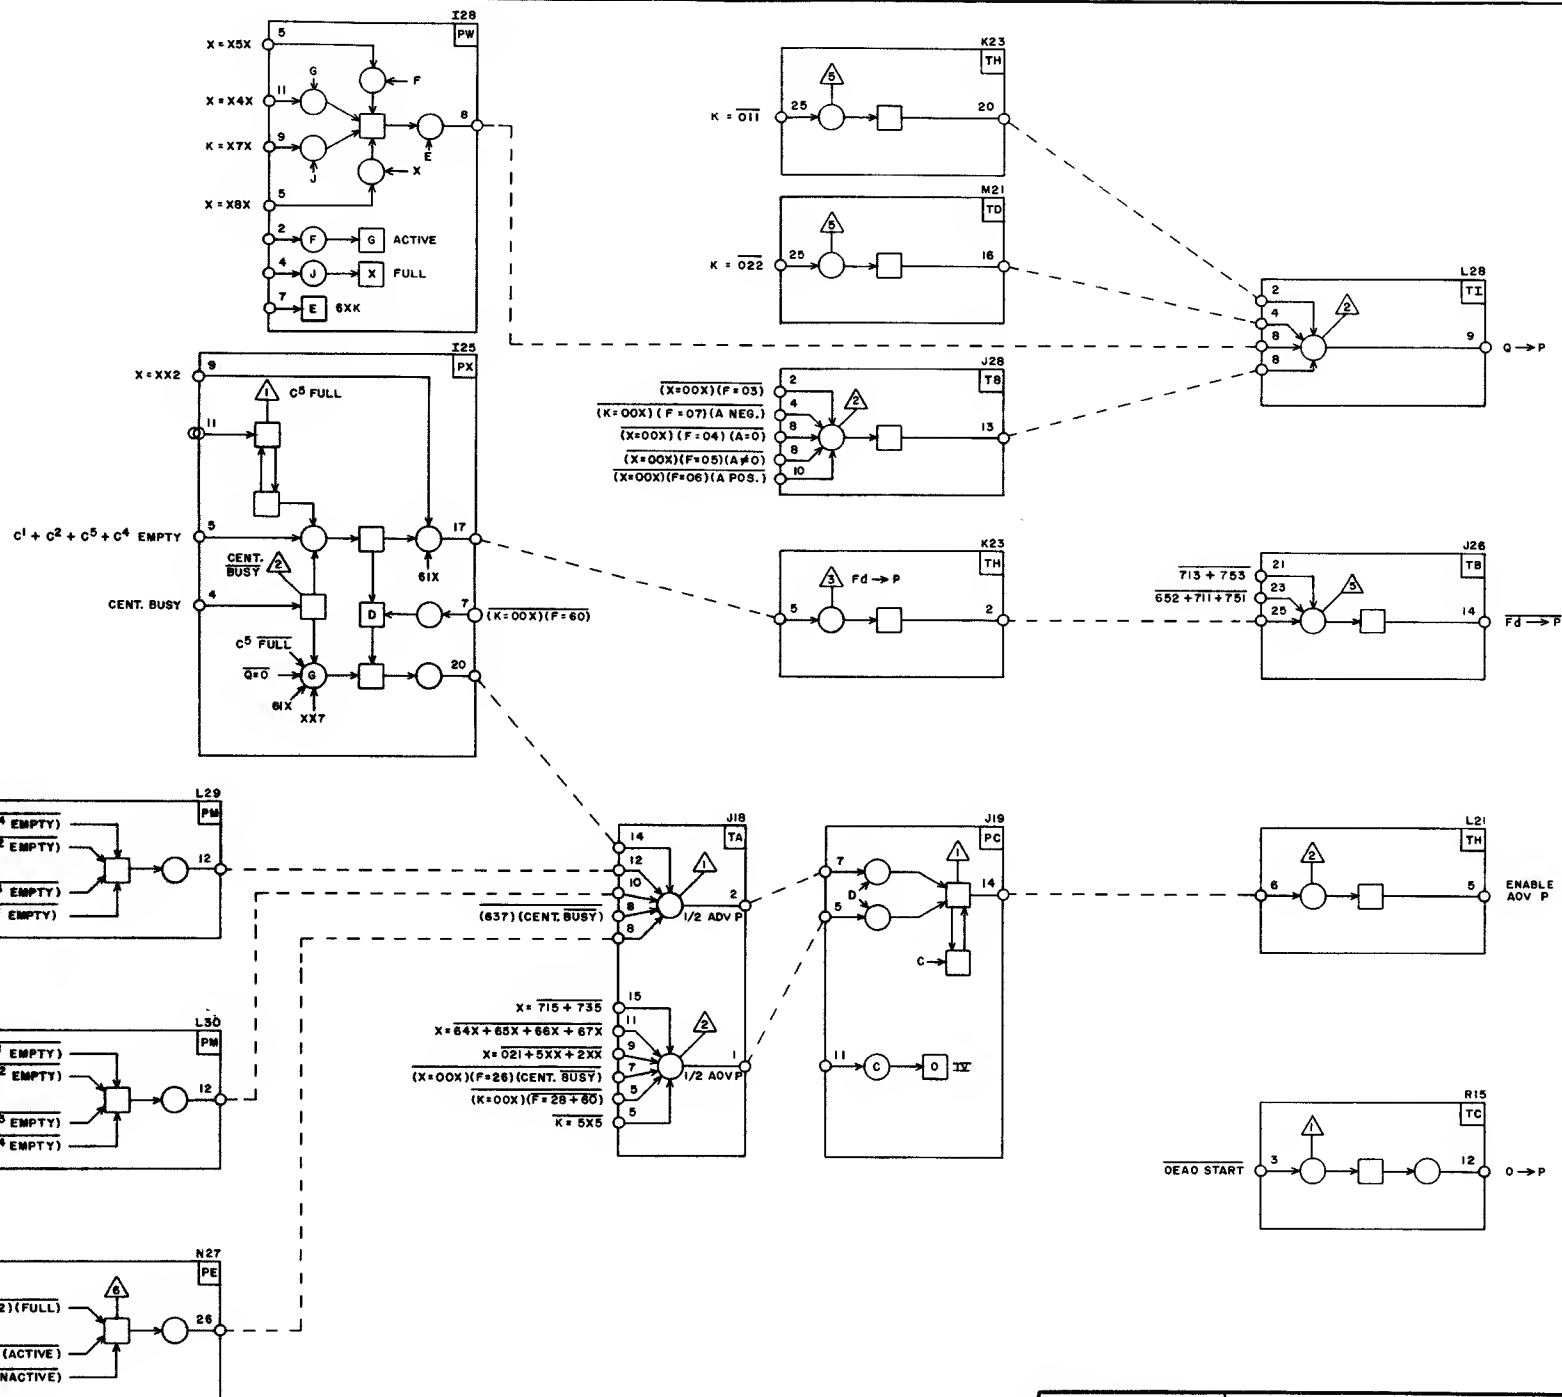 I28
PW
5
X = X5X
F
G
11
X = X4X
8
9
K = X7X
E
J
X
5
X = X8X
2
F
G
ACTIVE
4
J
X
FULL
7
E
6XK
K23
TH
5
25
20
K = 011
M21
TD
5
25
16
K = 022
L28
TI
2
4
8
8
2
9
Q → P
J28
TB
2
(X=00X)(F=03)
4
(K=00X)(F=07)(A NEG.)
8
(X=00X)(F=04)(A=0)
8
(X=00X)(F=05)(A≠0)
10
(X=00X)(F=06)(A POS.)
2
13
I25
PX
9
X = XX2
1
C⁵ FULL
11
5
C¹ + C² + C⁵ + C⁴ EMPTY
17
61X
CENT.
BUSY
2
4
CENT. BUSY
D
7
(K=00X)(F=60)
C⁵ FULL
Q=0
G
61X
XX7
20
K23
TH
3
Fd → P
5
2
J26
TB
21
713 + 753
23
652 + 711 + 751
25
5
14
Fd → P
L29
PM
4 EMPTY)
2 EMPTY)
EMPTY)
EMPTY)
12
J18
TA
14
12
10
8
(637)(CENT. BUSY)
8
1
2
1/2 ADV P
15
X = 715 + 735
11
X = 64X + 65X + 66X + 67X
9
X = 021 + 5XX + 2XX
7
(X=00X)(F=26)(CENT. BUSY)
5
(K=00X)(F=28+60)
5
K = 5X5
2
1
1/2 AOV P
J19
PC
7
D
5
1
14
C
11
C
O
IV
L21
TH
2
6
5
ENABLE
AOV P
L30
PM
EMPTY)
2 EMPTY)
EMPTY)
4 EMPTY)
12
R15
TC
1
3
OEAO START
12
O → P
N27
PE
6
2)(FULL)
(ACTIVE)
NACTIVE)
26